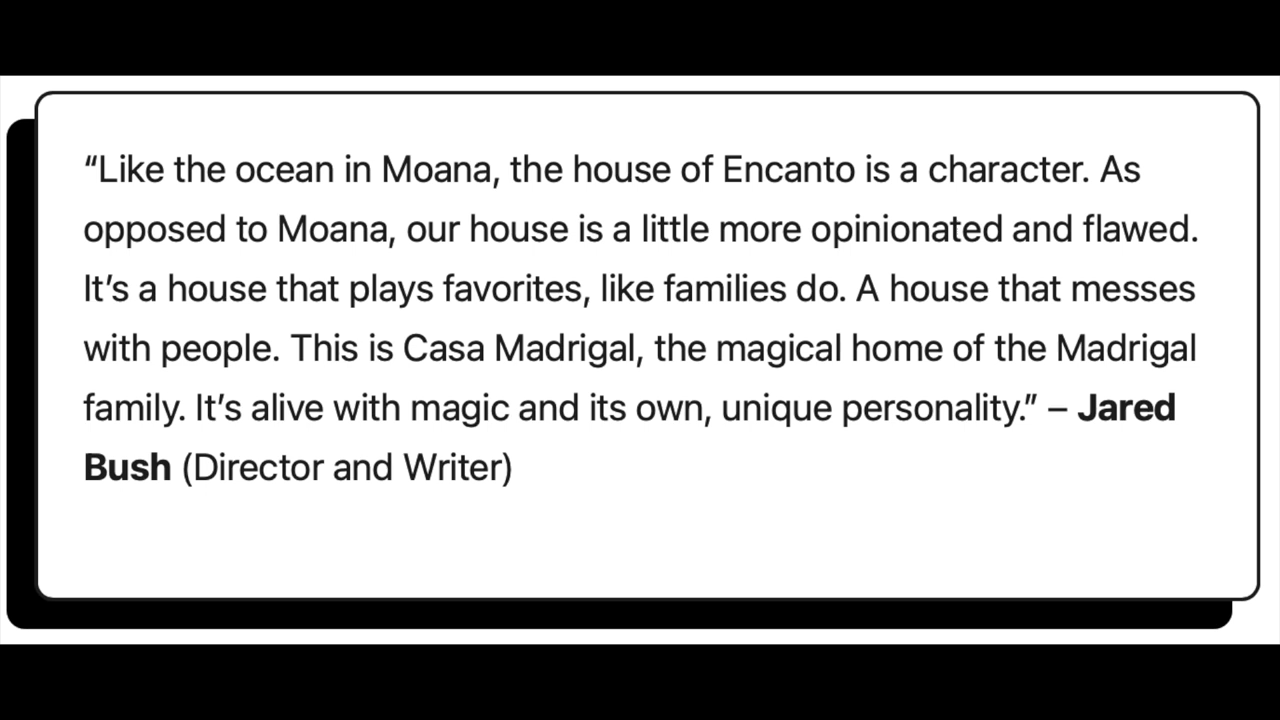 “Like the ocean in Moana, the house of Encanto is a character. As
opposed to Moana, our house is a little more opinionated and flawed.
It’s a house that plays favorites, like families do. A house that messes
with people. This is Casa Madrigal, the magical home of the Madrigal
family. It’s alive with magic and its own, unique personality.” – Jared
Bush (Director and Writer)